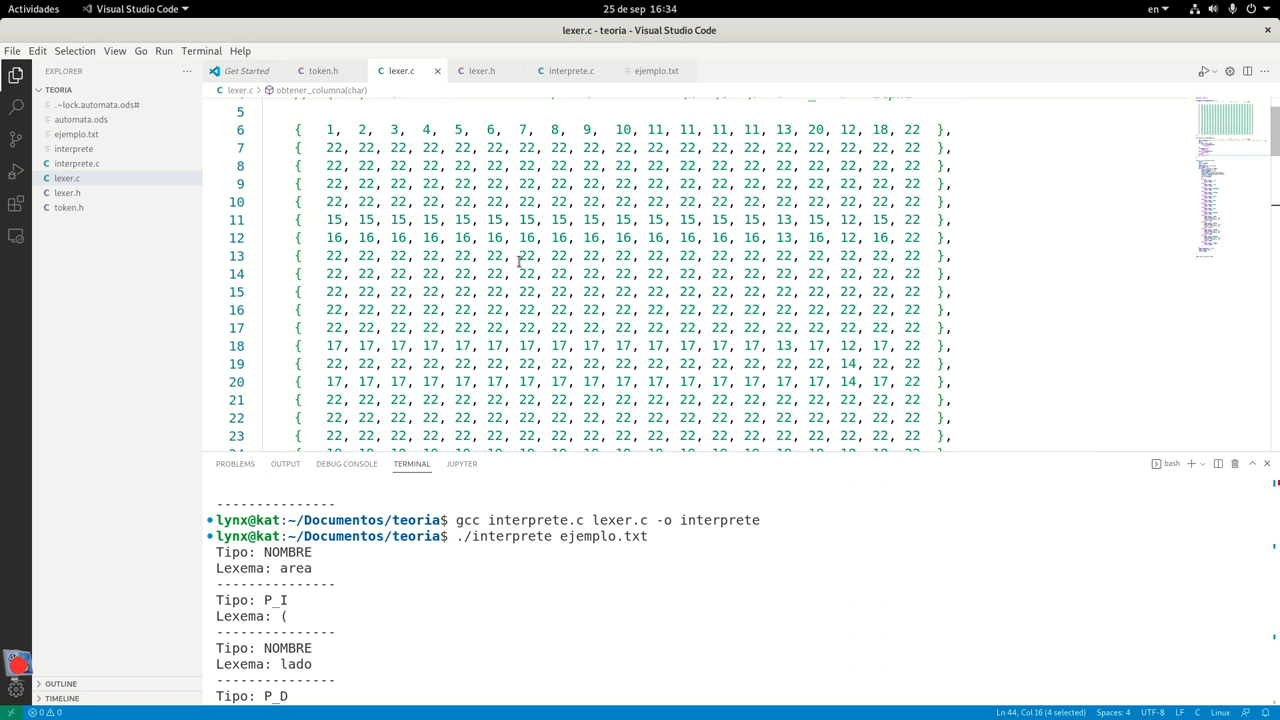 Actividades Visual Studio Code 25 de sep 16:34 en
lexer.c - teoria - Visual Studio Code
File Edit Selection View Go Run Terminal Help
EXPLORER ··· Get Started token.h lexer.c lexer.h interprete.c ejemplo.txt
TEORIA
lexer.c > obtener_columna(char)
.~lock.automata.ods#
automata.ods
ejemplo.txt
interprete
interprete.c
lexer.c
lexer.h
token.h
5
6 { 1, 2, 3, 4, 5, 6, 7, 8, 9, 10, 11, 11, 11, 11, 13, 20, 12, 18, 22 },
7 { 22, 22, 22, 22, 22, 22, 22, 22, 22, 22, 22, 22, 22, 22, 22, 22, 22, 22, 22 },
8 { 22, 22, 22, 22, 22, 22, 22, 22, 22, 22, 22, 22, 22, 22, 22, 22, 22, 22, 22 },
9 { 22, 22, 22, 22, 22, 22, 22, 22, 22, 22, 22, 22, 22, 22, 22, 22, 22, 22, 22 },
10 { 22, 22, 22, 22, 22, 22, 22, 22, 22, 22, 22, 22, 22, 22, 22, 22, 22, 22, 22 },
11 { 15, 15, 15, 15, 15, 15, 15, 15, 15, 15, 15, 15, 15, 15, 13, 15, 12, 15, 22 },
12 { 16, 16, 16, 16, 16, 16, 16, 16, 16, 16, 16, 16, 16, 16, 13, 16, 12, 16, 22 },
13 { 22, 22, 22, 22, 22, 22, 22, 22, 22, 22, 22, 22, 22, 22, 22, 22, 22, 22, 22 },
14 { 22, 22, 22, 22, 22, 22, 22, 22, 22, 22, 22, 22, 22, 22, 22, 22, 22, 22, 22 },
15 { 22, 22, 22, 22, 22, 22, 22, 22, 22, 22, 22, 22, 22, 22, 22, 22, 22, 22, 22 },
16 { 22, 22, 22, 22, 22, 22, 22, 22, 22, 22, 22, 22, 22, 22, 22, 22, 22, 22, 22 },
17 { 22, 22, 22, 22, 22, 22, 22, 22, 22, 22, 22, 22, 22, 22, 22, 22, 22, 22, 22 },
18 { 17, 17, 17, 17, 17, 17, 17, 17, 17, 17, 17, 17, 17, 17, 13, 17, 12, 17, 22 },
19 { 22, 22, 22, 22, 22, 22, 22, 22, 22, 22, 22, 22, 22, 22, 22, 22, 14, 22, 22 },
20 { 17, 17, 17, 17, 17, 17, 17, 17, 17, 17, 17, 17, 17, 17, 17, 17, 14, 17, 22 },
21 { 22, 22, 22, 22, 22, 22, 22, 22, 22, 22, 22, 22, 22, 22, 22, 22, 22, 22, 22 },
22 { 22, 22, 22, 22, 22, 22, 22, 22, 22, 22, 22, 22, 22, 22, 22, 22, 22, 22, 22 },
23 { 22, 22, 22, 22, 22, 22, 22, 22, 22, 22, 22, 22, 22, 22, 22, 22, 22, 22, 22 },
PROBLEMS OUTPUT DEBUG CONSOLE TERMINAL JUPYTER bash
---------------
lynx@kat:~/Documentos/teoria$ gcc interprete.c lexer.c -o interprete
lynx@kat:~/Documentos/teoria$ ./interprete ejemplo.txt
Tipo: NOMBRE
Lexema: area
---------------
Tipo: P_I
Lexema: (
---------------
Tipo: NOMBRE
Lexema: lado
---------------
Tipo: P_D
OUTLINE
TIMELINE
0 0 Ln 44, Col 16 (4 selected) Spaces: 4 UTF-8 LF C Linux